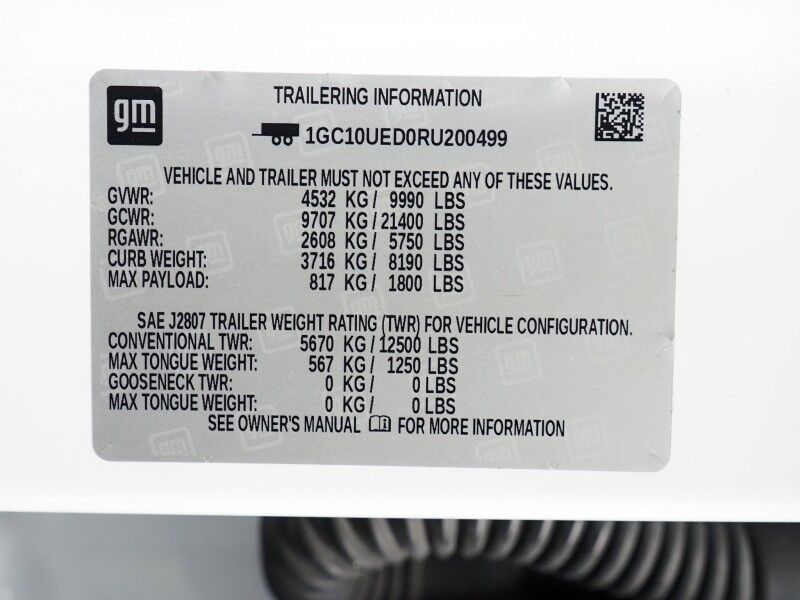 gm
TRAILERING INFORMATION
1GC10UED0RU200499
VEHICLE AND TRAILER MUST NOT EXCEED ANY OF THESE VALUES.
GVWR: 4532 KG / 9990 LBS
GCWR: 9707 KG / 21400 LBS
RGAWR: 2608 KG / 5750 LBS
CURB WEIGHT: 3716 KG / 8190 LBS
MAX PAYLOAD: 817 KG / 1800 LBS
SAE J2807 TRAILER WEIGHT RATING (TWR) FOR VEHICLE CONFIGURATION.
CONVENTIONAL TWR: 5670 KG / 12500 LBS
MAX TONGUE WEIGHT: 567 KG / 1250 LBS
GOOSENECK TWR: 0 KG / 0 LBS
MAX TONGUE WEIGHT: 0 KG / 0 LBS
SEE OWNER'S MANUAL FOR MORE INFORMATION